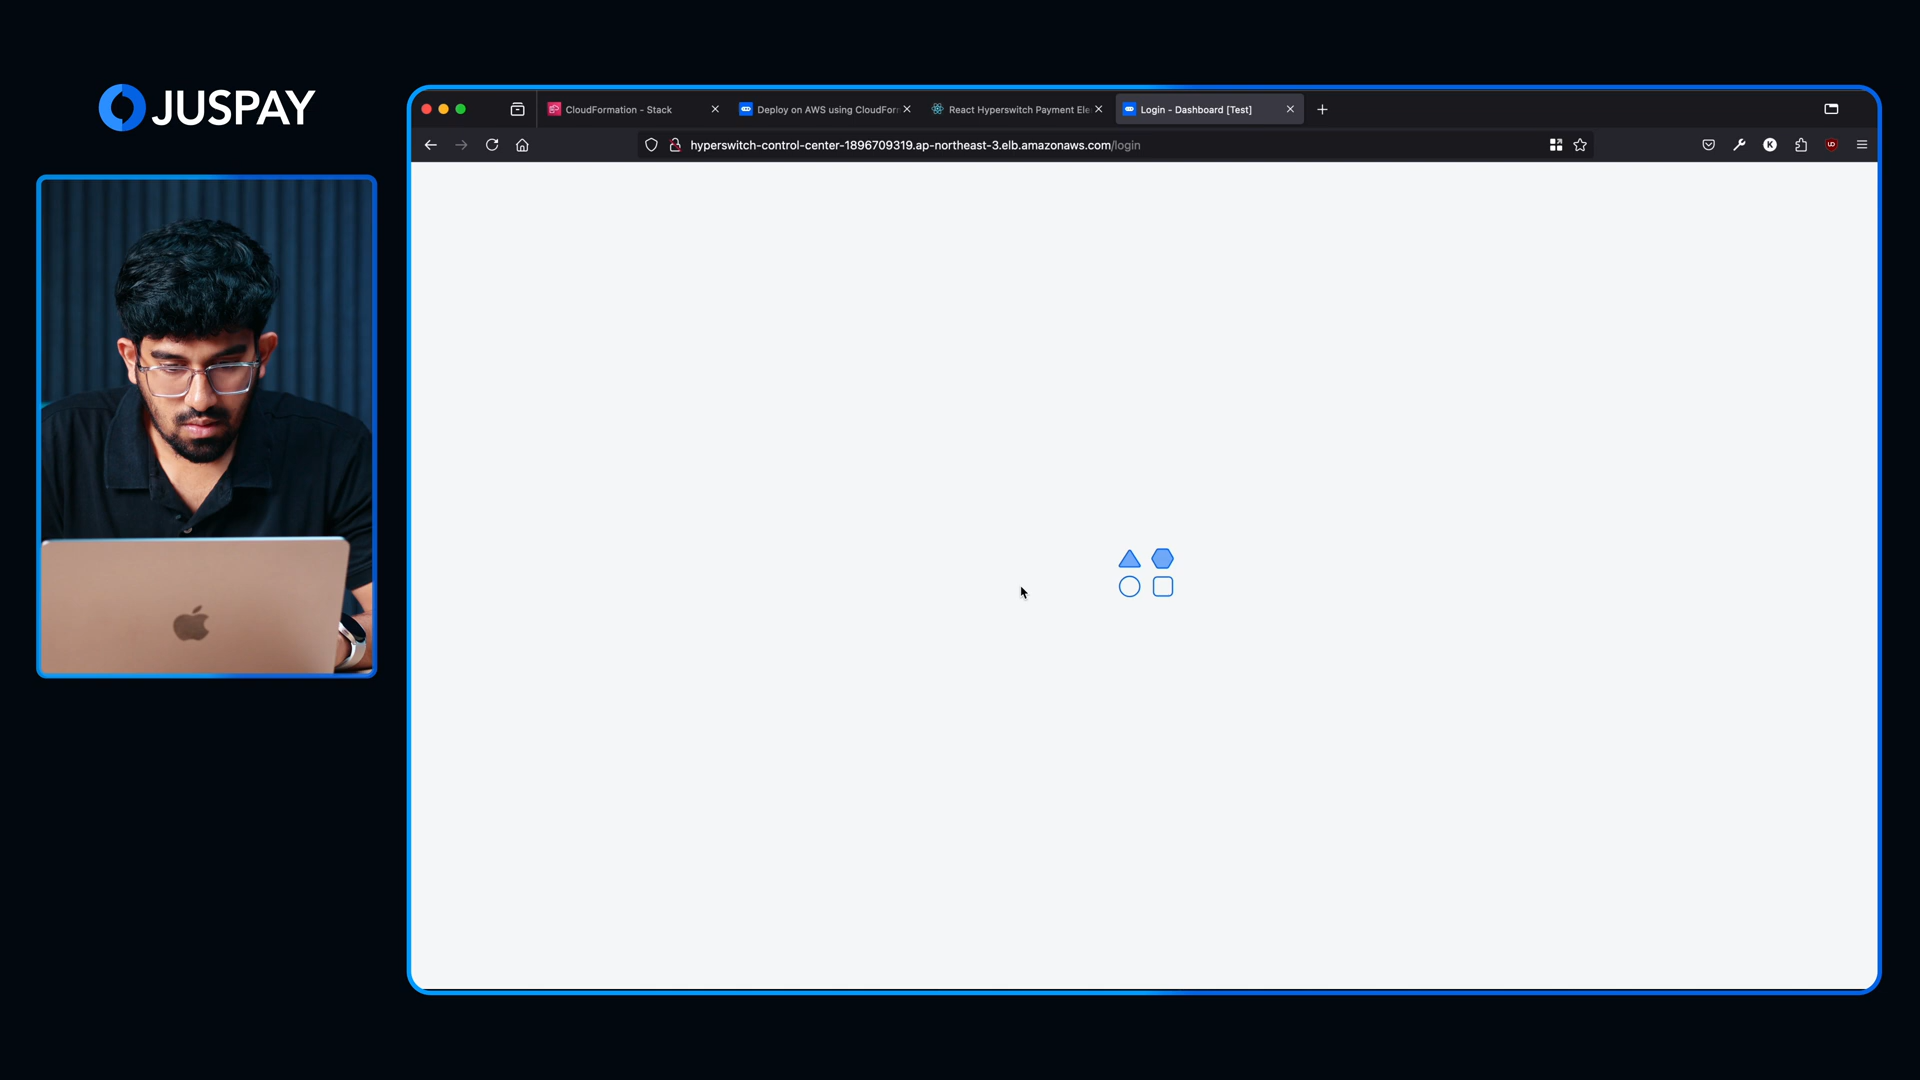 JUSPAY
CloudFormation - Stack
Deploy on AWS using CloudFor
React Hyperswitch Payment Ele
Login - Dashboard [Test]
hyperswitch-control-center-1896709319.ap-northeast-3.elb.amazonaws.com/login
K